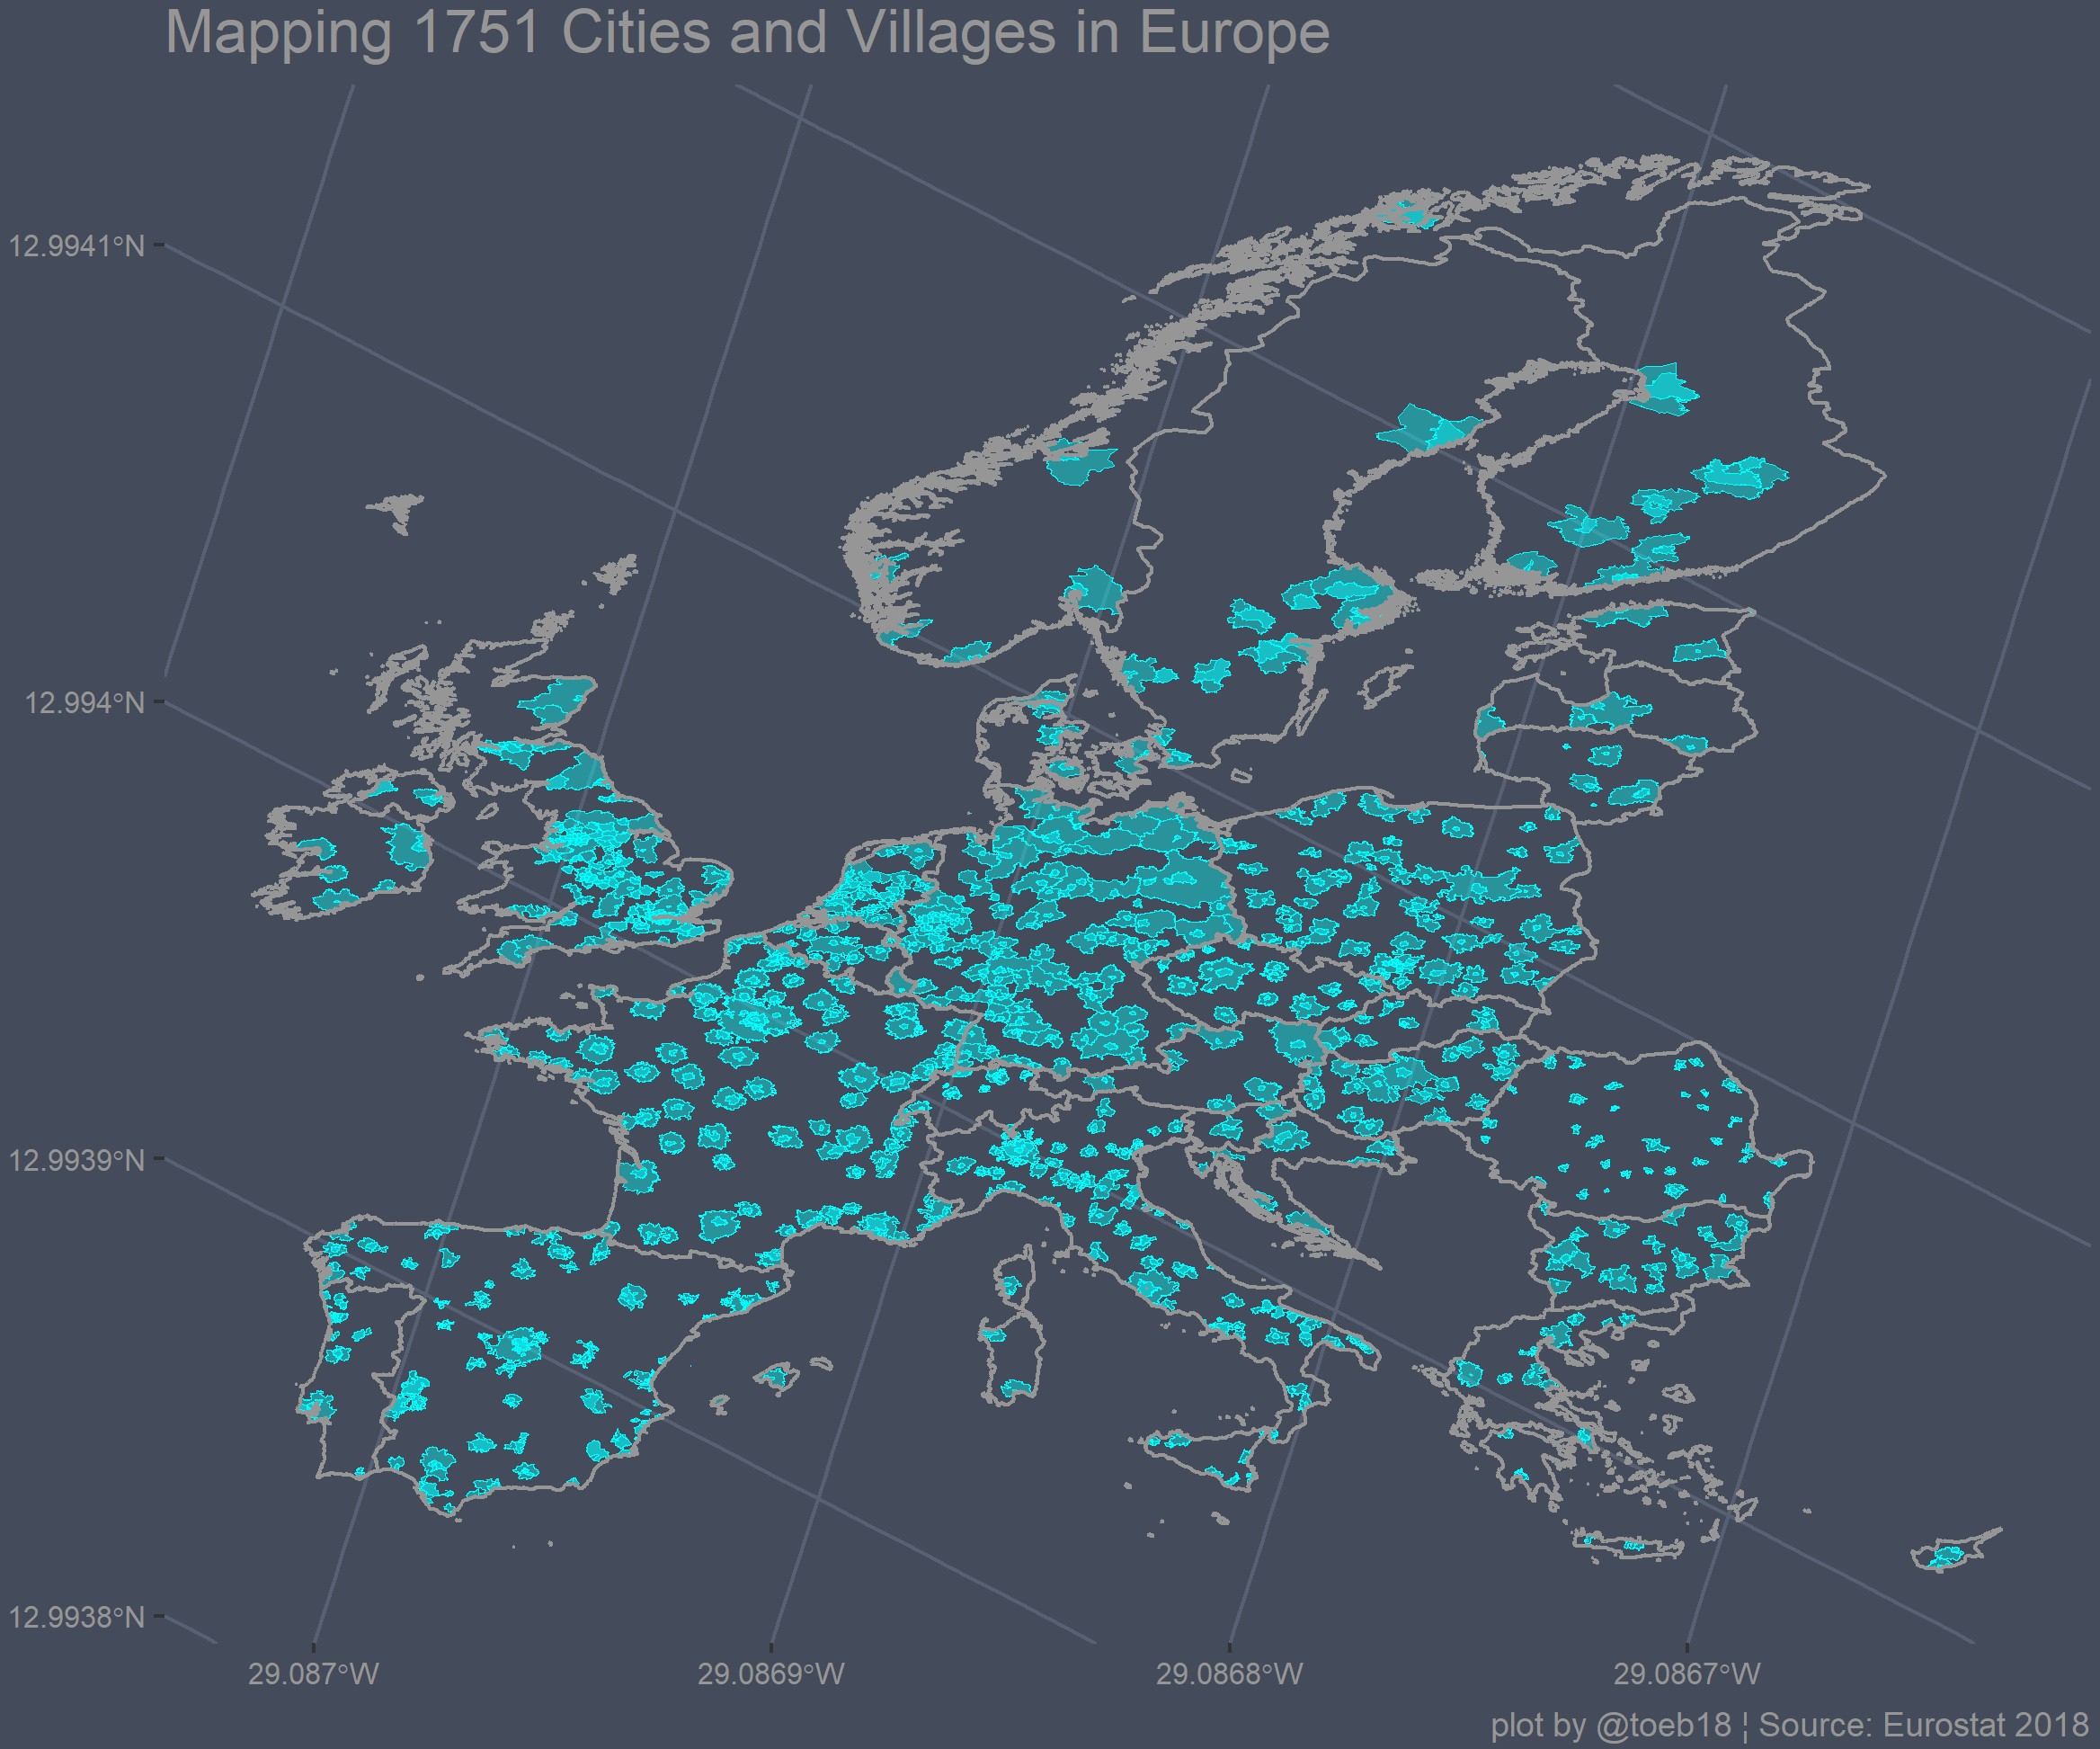 Mapping 1751 Cities and Villages in Europe
12.9941°N
12.994°N
12.9939°N
12.9938°N
29.087°W
29.0869°W
29.0868°W
29.0867°W
plot by @toeb18 ¦ Source: Eurostat 2018